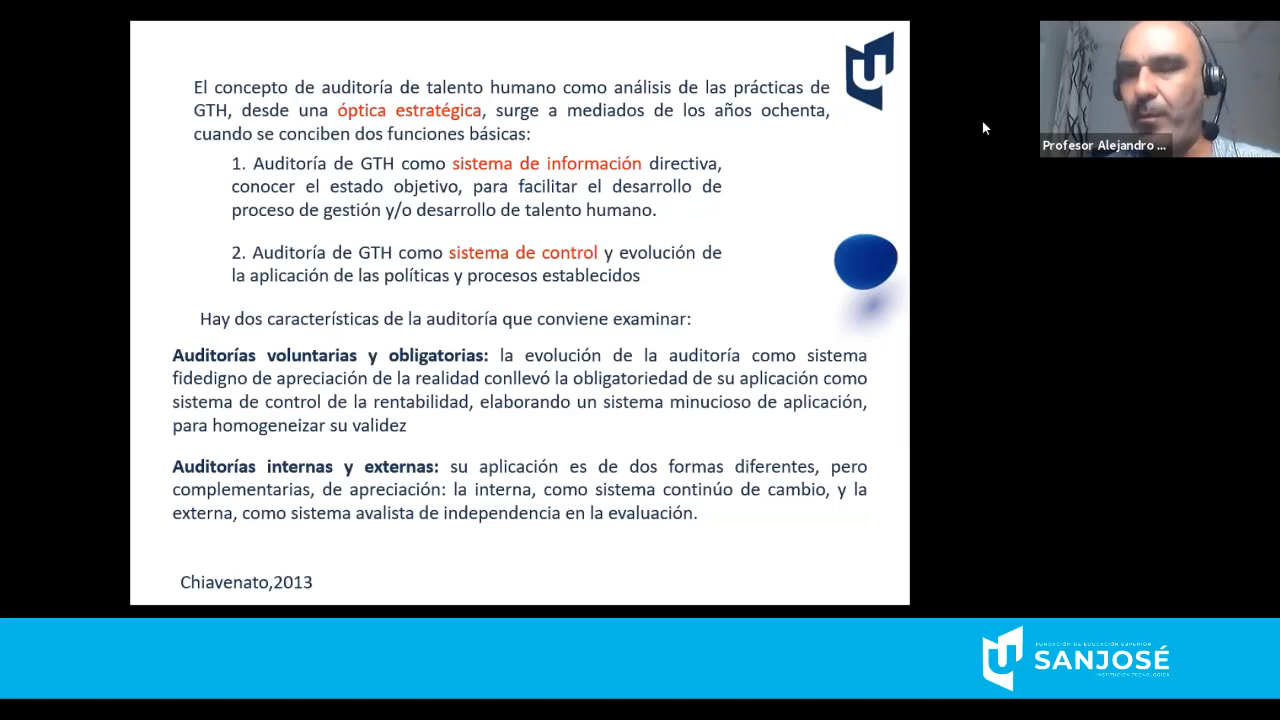 El concepto de auditoría de talento humano como análisis de las prácticas de
GTH, desde una óptica estratégica, surge a mediados de los años ochenta,
cuando se conciben dos funciones básicas:
1. Auditoría de GTH como sistema de información directiva,
conocer el estado objetivo, para facilitar el desarrollo de
proceso de gestión y/o desarrollo de talento humano.
2. Auditoría de GTH como sistema de control y evolución de
la aplicación de las políticas y procesos establecidos
Hay dos características de la auditoría que conviene examinar:
Auditorías voluntarias y obligatorias: la evolución de la auditoría como sistema
fidedigno de apreciación de la realidad conllevó la obligatoriedad de su aplicación como
sistema de control de la rentabilidad, elaborando un sistema minucioso de aplicación,
para homogeneizar su validez
Auditorías internas y externas: su aplicación es de dos formas diferentes, pero
complementarias, de apreciación: la interna, como sistema continúo de cambio, y la
externa, como sistema avalista de independencia en la evaluación.
Chiavenato,2013
Profesor Alejandro ...
FUNDACIÓN DE EDUCACIÓN SUPERIOR
SANJOSÉ
INSTITUCIÓN TECNOLÓGICA